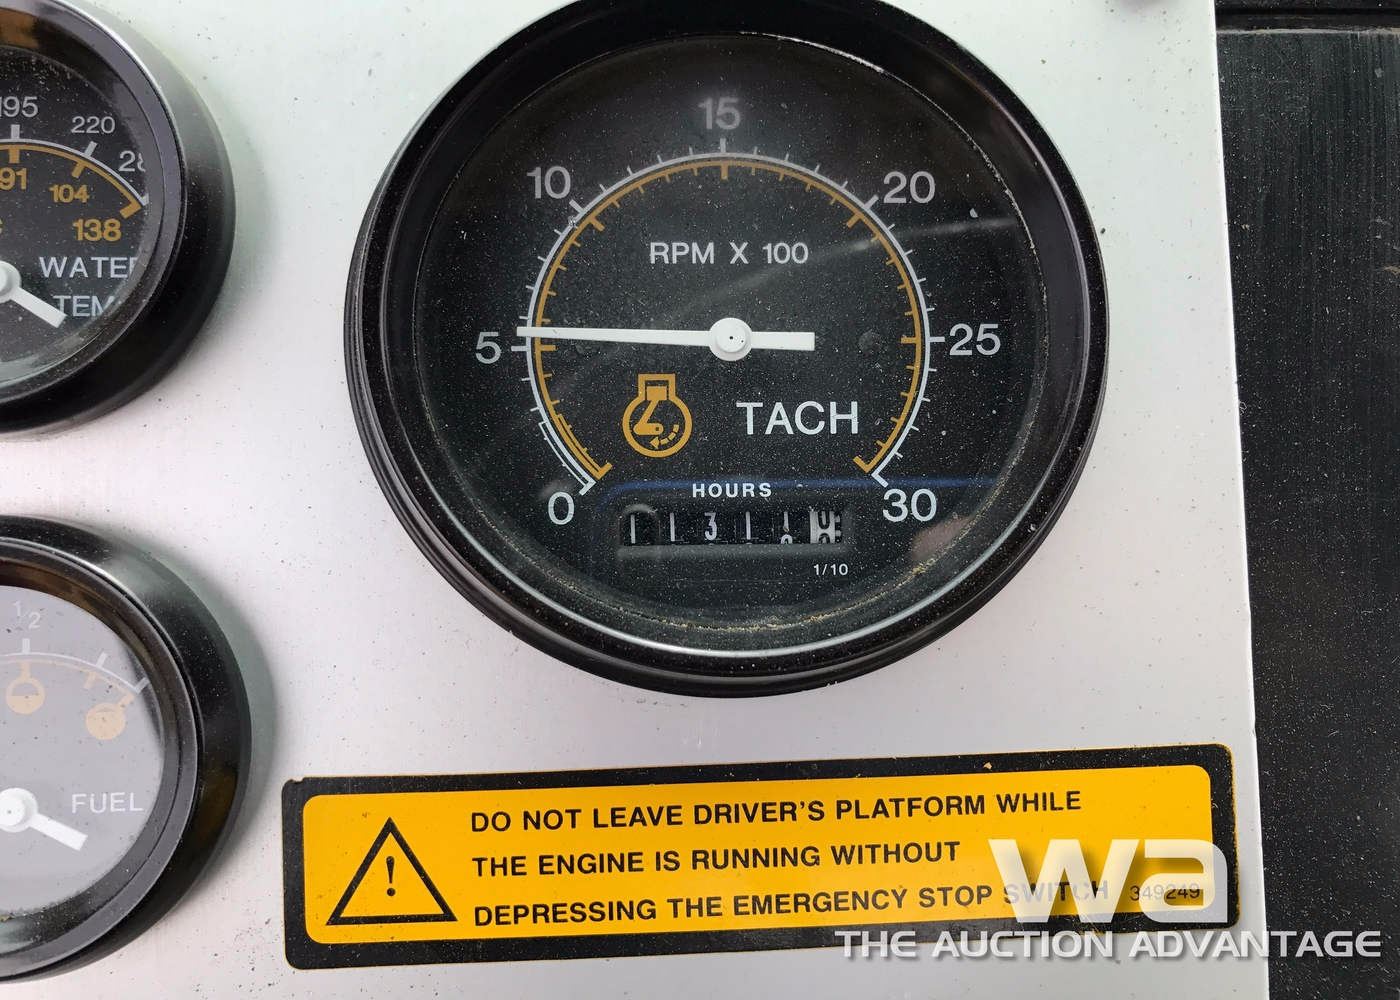 195
220
91
104
138
WATER
TEMP
15
10
20
RPM X 100
5
25
TACH
0
HOURS
30
1/10
1
2
FUEL
DO NOT LEAVE DRIVER'S PLATFORM WHILE
THE ENGINE IS RUNNING WITHOUT
DEPRESSING THE EMERGENCY STOP SWITCH 349249
wa
THE AUCTION ADVANTAGE